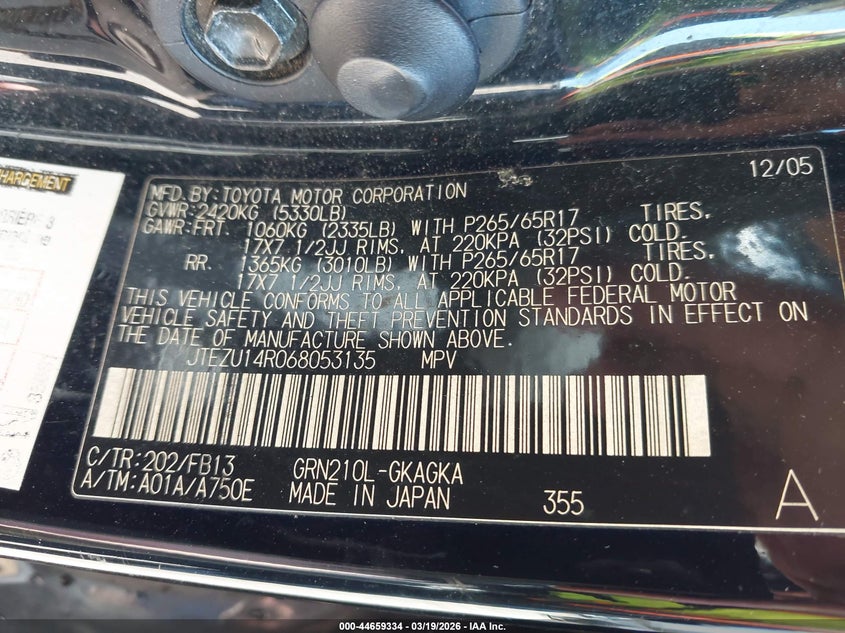 CHARGEMENT
12/05
MFD.BY:TOYOTA MOTOR CORPORATION
GVWR:2420KG (5330LB)
GAWR:FRT. 1060KG (2335LB) WITH P265/65R17 TIRES,
17X7 1/2JJ RIMS, AT 220KPA (32PSI) COLD.
RR. 1365KG (3010LB) WITH P265/65R17 TIRES,
17X7 1/2JJ RIMS, AT 220KPA (32PSI) COLD.
THIS VEHICLE CONFORMS TO ALL APPLICABLE FEDERAL MOTOR
VEHICLE SAFETY AND THEFT PREVENTION STANDARDS IN EFFECT ON
THE DATE OF MANUFACTURE SHOWN ABOVE.
JTEZU14R068053135 MPV
C/TR:202/FB13 GRN210L-GKAGKA
A/TM:A01A/A750E MADE IN JAPAN 355 A
000-44659334 - 03/19/2026 - IAA Inc.